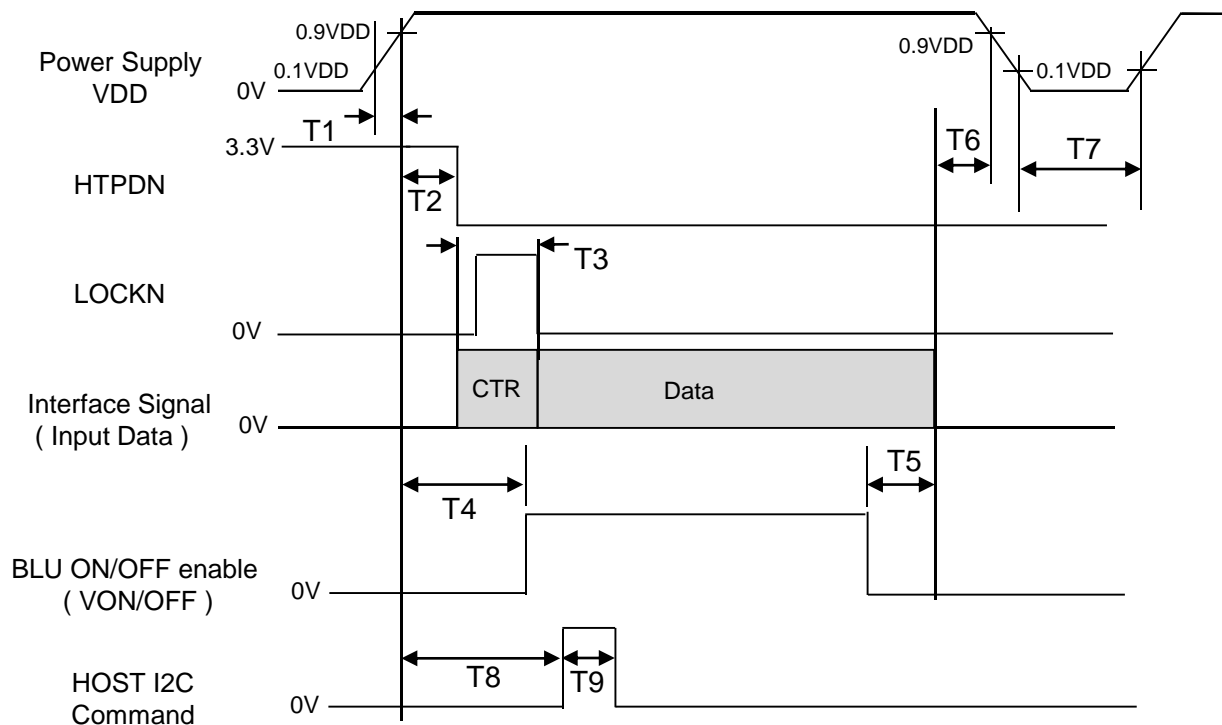 0.9VDD
0.9VDD
Power Supply
VDD
0.1VDD
0.1VDD
0V
T1
T6
T7
3.3V
HTPDN
T2
T3
LOCKN
0V
CTR
Data
Interface Signal
( Input Data )
0V
T5
T4
BLU ON/OFF enable
( VON/OFF )
0V
T8
T9
HOST I2C
Command
0V